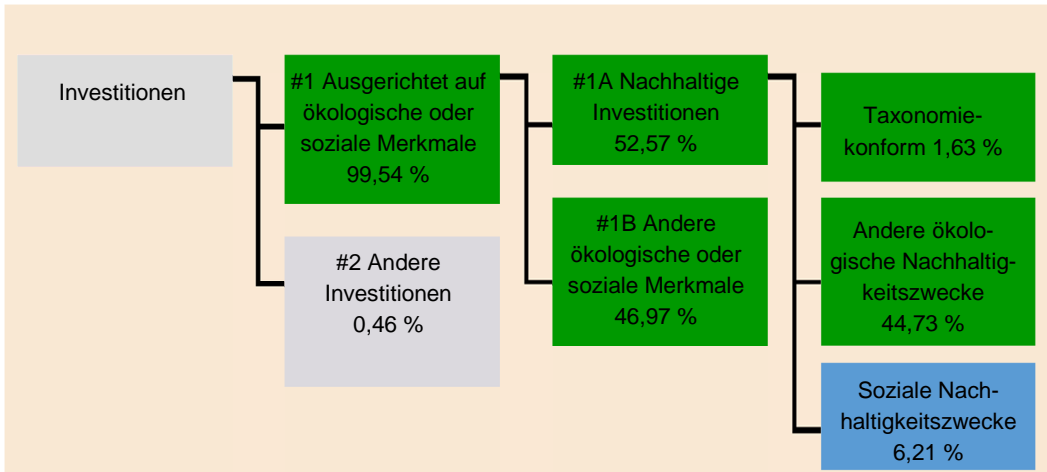 Investitionen
#1 Ausgerichtet auf
ökologische oder
soziale Merkmale
99,54 %
#2 Andere
Investitionen
0,46 %
#1A Nachhaltige
Investitionen
52,57 %
#1B Andere
ökologische oder
soziale Merkmale
46,97 %
Taxonomie-
konform 1,63 %
Andere ökolo-
gische Nachhaltig-
keitszwecke
44,73 %
Soziale Nach-
haltigkeitszwecke
6,21 %